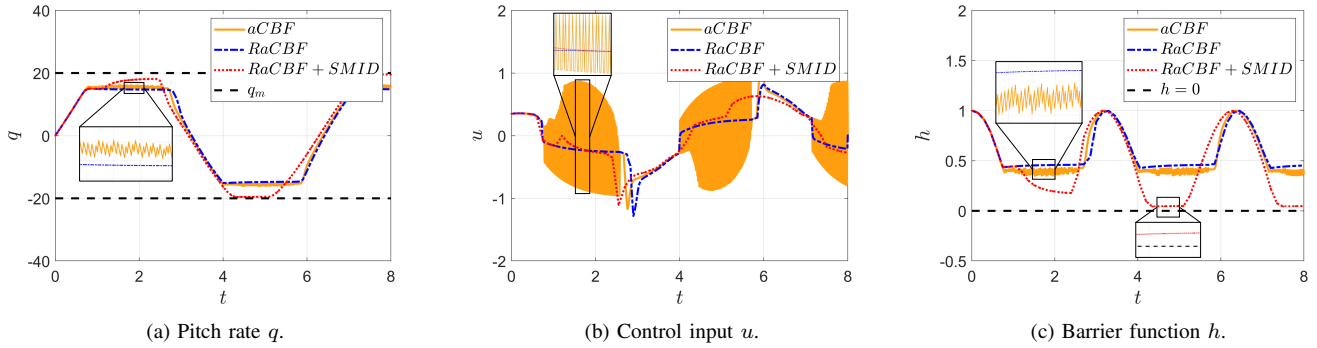 40
20
0
-20
-40
0
2
4
6
8
q
t
aCBF
RaCBF
RaCBF + SMID
q_m
(a) Pitch rate q.
2
1
0
-1
-2
0
2
4
6
8
u
t
aCBF
RaCBF
RaCBF + SMID
(b) Control input u.
2
1.5
1
0.5
0
-0.5
0
2
4
6
8
h
t
aCBF
RaCBF
RaCBF + SMID
h = 0
(c) Barrier function h.